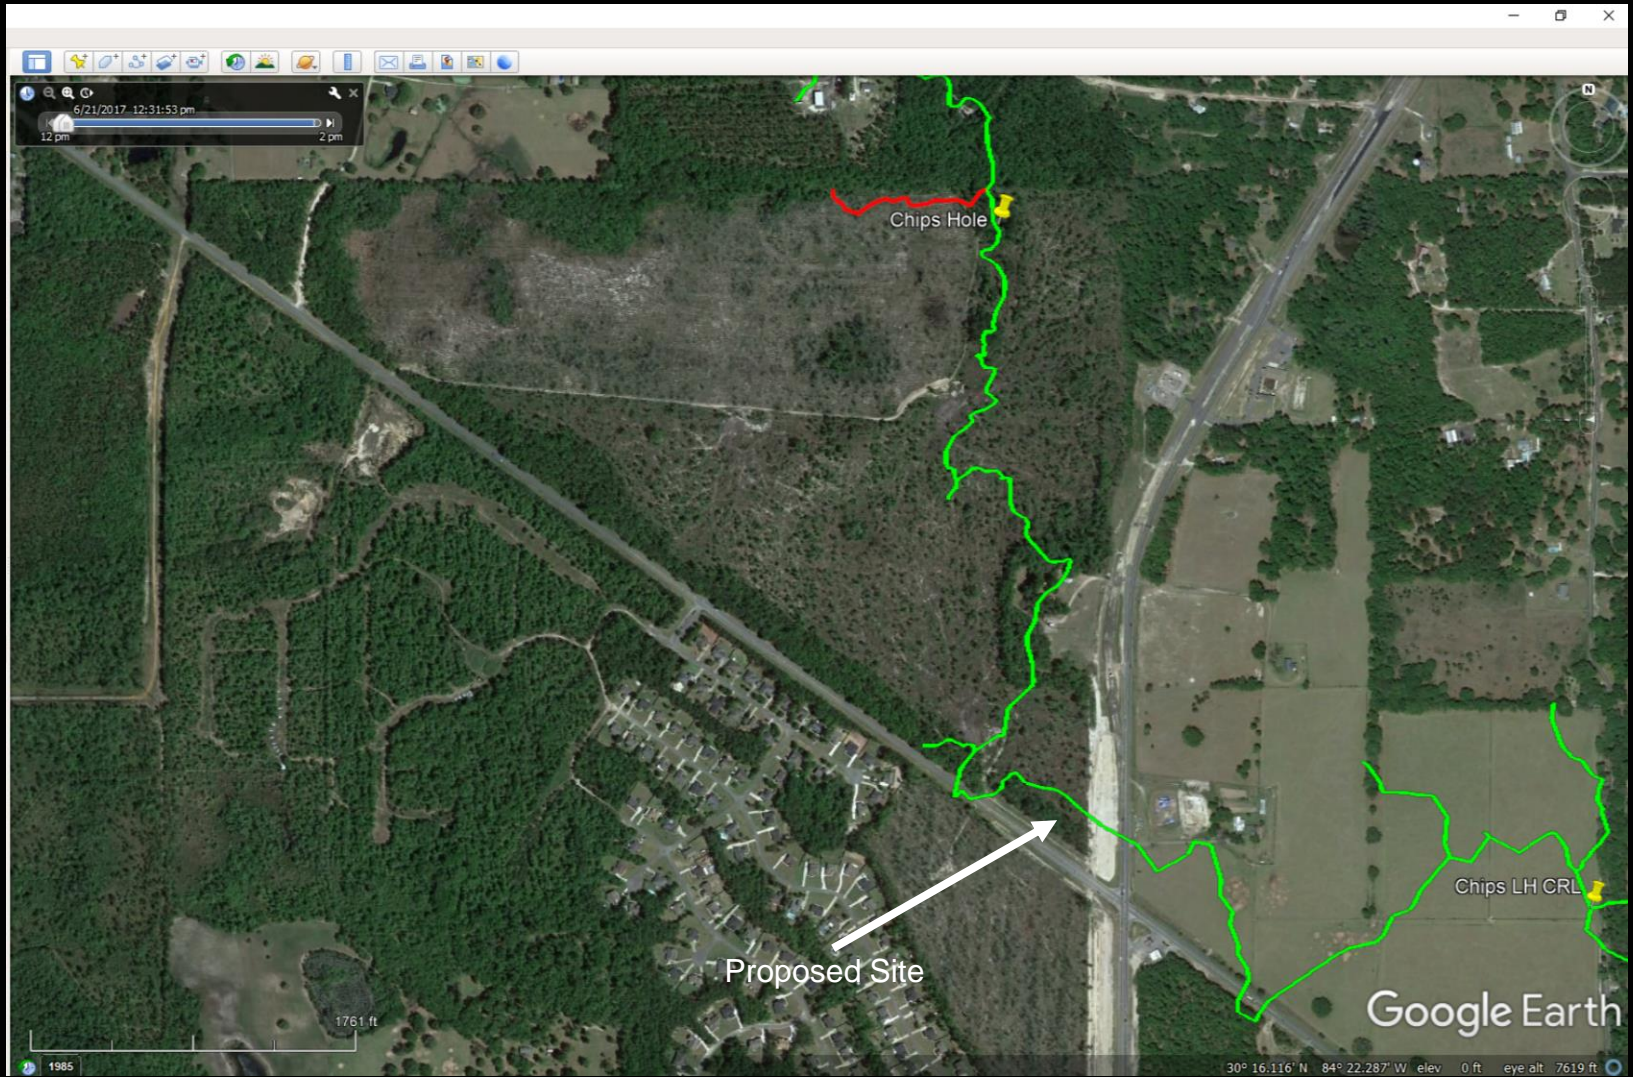 6/21/2017 12:31:53 pm
12 pm
2 pm
N
Chips Hole
Chips LH CRL
Proposed Site
1761 ft
Google Earth
1985
30° 16.116' N 84° 22.287' W elev 0 ft eye alt 7619 ft